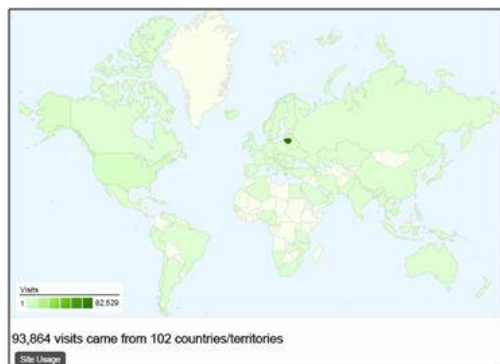 Visits
1 82,529
93,864 visits came from 102 countries/territories
Site Usage